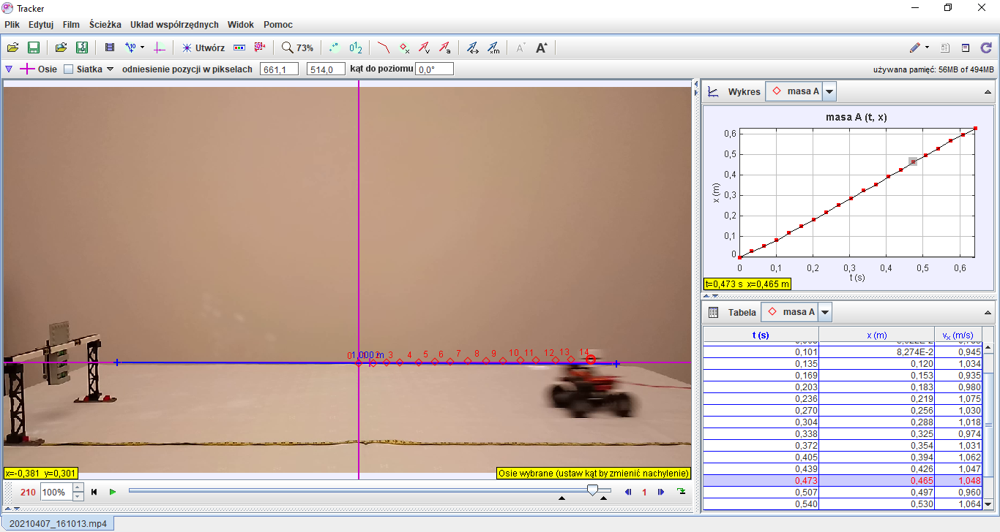 Tracker
Plik Edytuj Film Ścieżka Układ współrzędnych Widok Pomoc
Utwórz 73%
Osie Siatka odniesienie pozycji w pikselach 661,1 514,0 kąt do poziomu 0,0° używana pamięć: 56MB of 494MB
Wykres masa A
masa A (t, x)
x (m)
0,6
0,5
0,4
0,3
0,2
0,1
0
0 0,1 0,2 0,3 0,4 0,5 0,6
t (s)
t=0,473 s x=0,465 m
0 1,000 m 3 4 5 6 7 8 9 10 11 12 13 14
Tabela masa A
t (s) x (m) vx (m/s)
0,101 8,274E-2 0,945
0,135 0,120 1,034
0,169 0,153 0,935
0,203 0,183 0,980
0,236 0,219 1,075
0,270 0,256 1,030
0,304 0,288 1,018
0,338 0,325 0,974
0,372 0,354 1,031
0,405 0,394 1,062
0,439 0,426 1,047
0,473 0,465 1,048
0,507 0,497 0,960
0,540 0,530 1,064
x=-0,381 y=0,301
Osie wybrane (ustaw kąt by zmienić nachylenie)
210 100% 1
20210407_161013.mp4